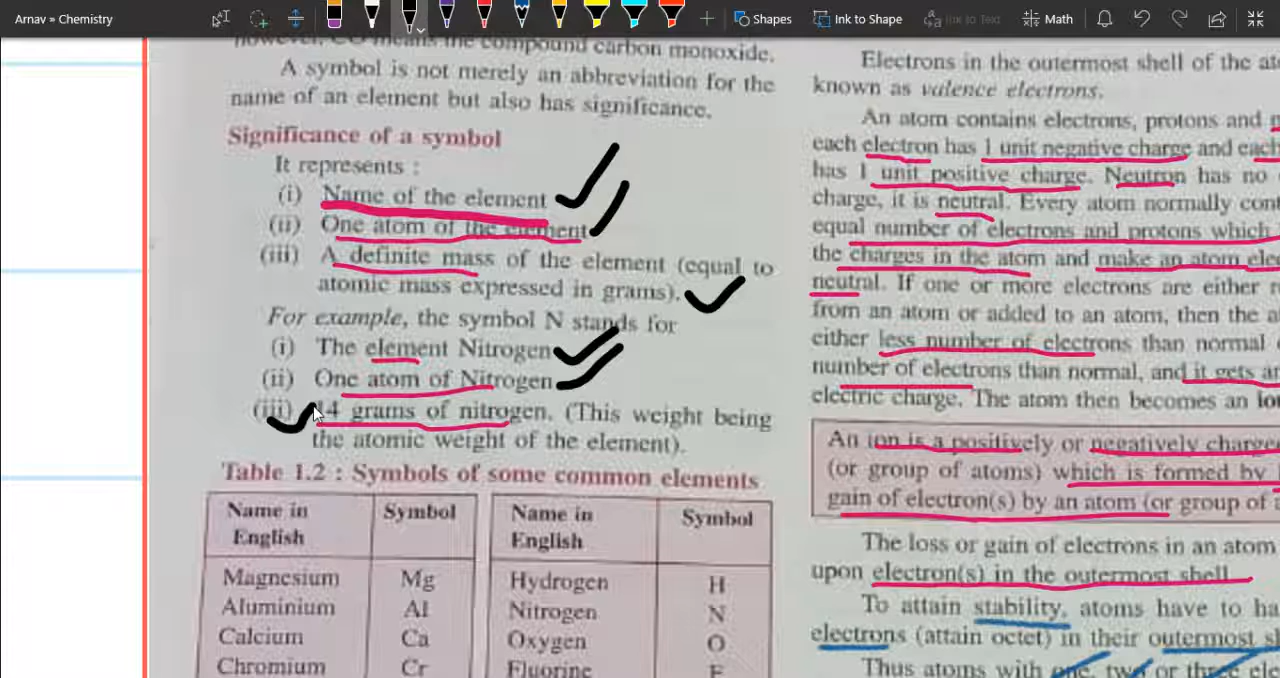 Arnav » Chemistry
Shapes
Ink to Shape
Ink to Text
Math
however, CO means the compound carbon monoxide.
A symbol is not merely an abbreviation for the
name of an element but also has significance.
Significance of a symbol
It represents :
(i) Name of the element
(ii) One atom of the element
(iii) A definite mass of the element (equal to
atomic mass expressed in grams).
For example, the symbol N stands for
(i) The element Nitrogen
(ii) One atom of Nitrogen
(iii) 14 grams of nitrogen. (This weight being
the atomic weight of the element).
Table 1.2 : Symbols of some common elements
Name in English Symbol Name in English Symbol
Magnesium Mg Hydrogen H
Aluminium Al Nitrogen N
Calcium Ca Oxygen O
Chromium Cr Fluorine F
Electrons in the outermost shell of the
known as valence electrons.
An atom contains electrons, protons and
each electron has 1 unit negative charge and each
has 1 unit positive charge. Neutron has no
charge, it is neutral. Every atom normally
equal number of electrons and protons which
the charges in the atom and make an atom
neutral. If one or more electrons are either
from an atom or added to an atom, then the
either less number of electrons than normal
number of electrons than normal, and it gets
electric charge. The atom then becomes an
An ion is a positively or negatively
(or group of atoms) which is formed by
gain of electron(s) by an atom (or group of
The loss or gain of electrons in an atom
upon electron(s) in the outermost shell.
To attain stability, atoms have to
electrons (attain octet) in their outermost
Thus atoms with one, two or three